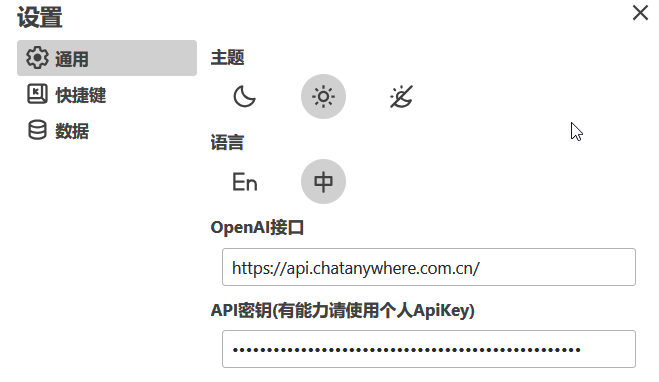 设置
通用
快捷键
数据
主题
语言
En
中
OpenAI接口
https://api.chatanywhere.com.cn/
API密钥(有能力请使用个人ApiKey)